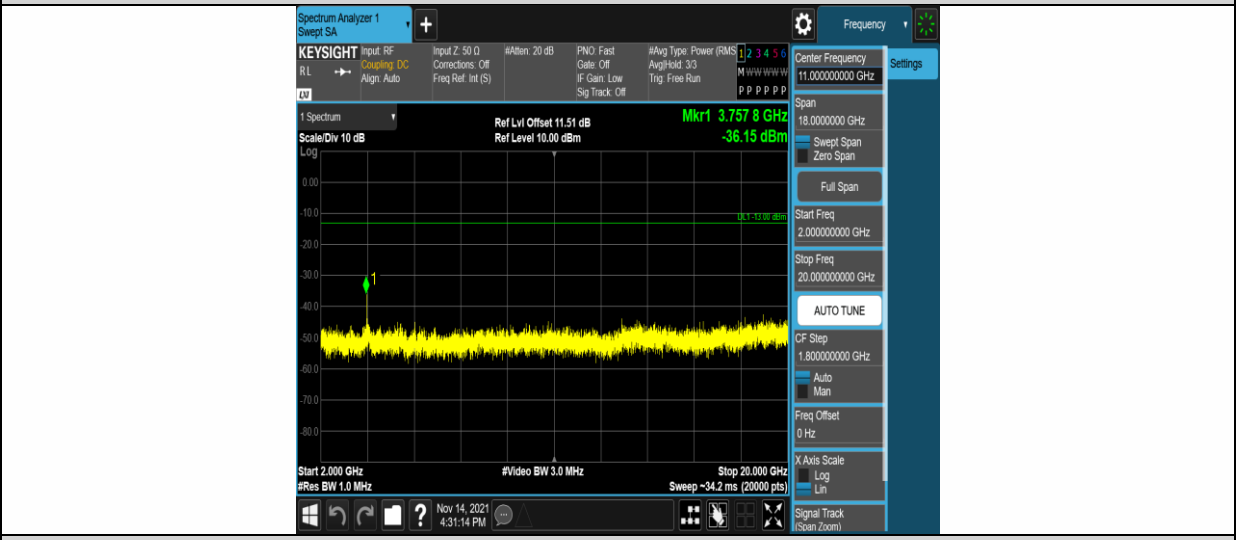 Spectrum Analyzer 1
Swept SA
+
Frequency
KEYSIGHT
RL
LXI
Input: RF
Coupling: DC
Align: Auto
Input Z: 50 Ω
Corrections: Off
Freq Ref: Int (S)
#Atten: 20 dB
PNO: Fast
Gate: Off
IF Gain: Low
Sig Track: Off
#Avg Type: Power (RMS
Avg|Hold: 3/3
Trig: Free Run
1 2 3 4 5 6
M W W W W W
P P P P P P
1 Spectrum
Scale/Div 10 dB
Log
Ref Lvl Offset 11.51 dB
Ref Level 10.00 dBm
Mkr1 3.757 8 GHz
-36.15 dBm
0.00
-10.0
DL1 -13.00 dBm
-20.0
-30.0
1
-40.0
-50.0
-60.0
-70.0
-80.0
Start 2.000 GHz
#Res BW 1.0 MHz
#Video BW 3.0 MHz
Stop 20.000 GHz
Sweep ~34.2 ms (20000 pts)
?
Nov 14, 2021
4:31:14 PM
Center Frequency
11.000000000 GHz
Settings
Span
18.0000000 GHz
Swept Span
Zero Span
Full Span
Start Freq
2.000000000 GHz
Stop Freq
20.000000000 GHz
AUTO TUNE
CF Step
1.800000000 GHz
Auto
Man
Freq Offset
0 Hz
X Axis Scale
Log
Lin
Signal Track
(Span Zoom)